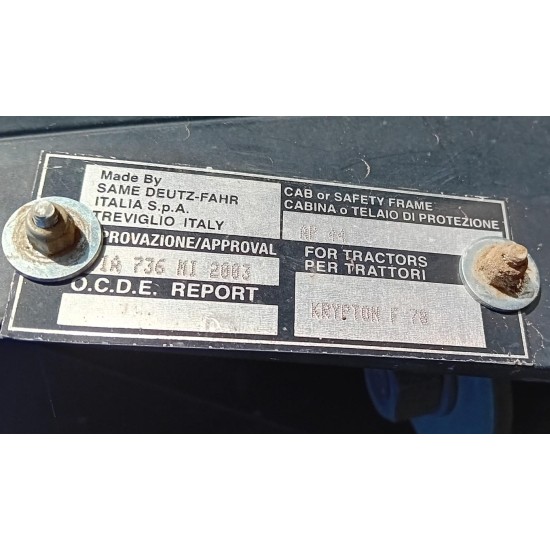 Made By
SAME DEUTZ-FAHR
ITALIA S.p.A.
TREVIGLIO ITALY
PROVAZIONE/APPROVAL
IA 736 MI 2003
O.C.D.E. REPORT
CAB or SAFETY FRAME
CABINA o TELAIO DI PROTEZIONE
44
FOR TRACTORS
PER TRATTORI
KRYPTON F 78